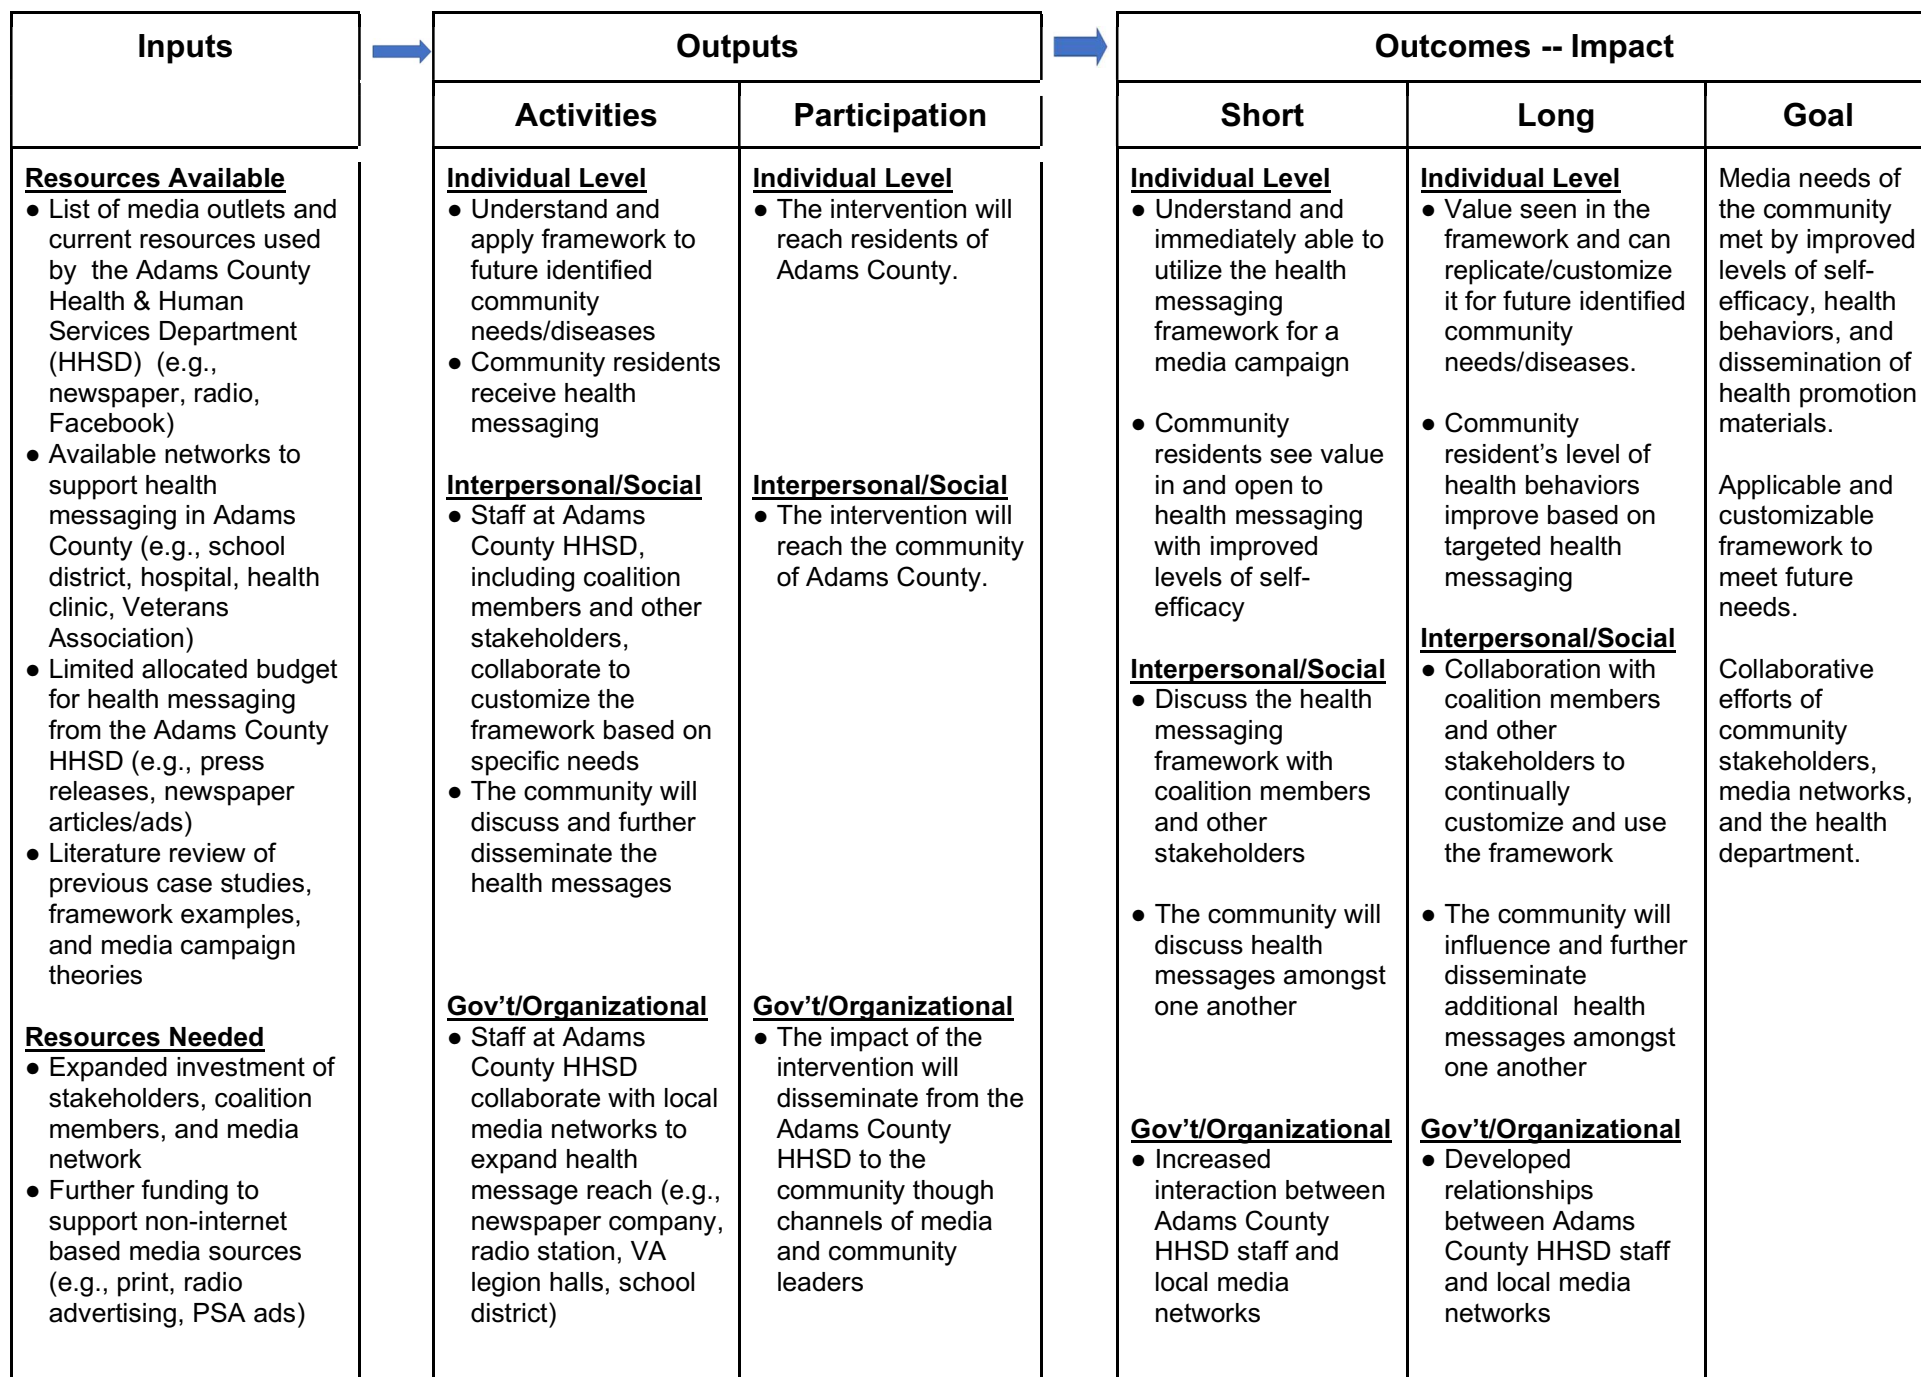 Inputs
Outputs
Outcomes -- Impact
Activities
Participation
Short
Long
Goal
Resources Available
● List of media outlets and
current resources used
by  the Adams County
Health & Human
Services Department
(HHSD)  (e.g.,
newspaper, radio,
Facebook)
● Available networks to
support health
messaging in Adams
County (e.g., school
district, hospital, health
clinic, Veterans
Association)
● Limited allocated budget
for health messaging
from the Adams County
HHSD (e.g., press
releases, newspaper
articles/ads)
● Literature review of
previous case studies,
framework examples,
and media campaign
theories
Resources Needed
● Expanded investment of
stakeholders, coalition
members, and media
network
● Further funding to
support non-internet
based media sources
(e.g., print, radio
advertising, PSA ads)
Individual Level
● Understand and
apply framework to
future identified
community
needs/diseases
● Community residents
receive health
messaging
Interpersonal/Social
● Staff at Adams
County HHSD,
including coalition
members and other
stakeholders,
collaborate to
customize the
framework based on
specific needs
● The community will
discuss and further
disseminate the
health messages
Gov’t/Organizational
● Staff at Adams
County HHSD
collaborate with local
media networks to
expand health
message reach (e.g.,
newspaper company,
radio station, VA
legion halls, school
district)
Individual Level
● The intervention will
reach residents of
Adams County.
Interpersonal/Social
● The intervention will
reach the community
of Adams County.
Gov’t/Organizational
● The impact of the
intervention will
disseminate from the
Adams County
HHSD to the
community though
channels of media
and community
leaders
Individual Level
● Understand and
immediately able to
utilize the health
messaging
framework for a
media campaign
● Community
residents see value
in and open to
health messaging
with improved
levels of self-
efficacy
Interpersonal/Social
● Discuss the health
messaging
framework with
coalition members
and other
stakeholders
● The community will
discuss health
messages amongst
one another
Gov’t/Organizational
● Increased
interaction between
Adams County
HHSD staff and
local media
networks
Individual Level
● Value seen in the
framework and can
replicate/customize
it for future identified
community
needs/diseases.
● Community
resident’s level of
health behaviors
improve based on
targeted health
messaging
Interpersonal/Social
● Collaboration with
coalition members
and other
stakeholders to
continually
customize and use
the framework
● The community will
influence and further
disseminate
additional  health
messages amongst
one another
Gov’t/Organizational
● Developed
relationships
between Adams
County HHSD staff
and local media
networks
Media needs of
the community
met by improved
levels of self-
efficacy, health
behaviors, and
dissemination of
health promotion
materials.
Applicable and
customizable
framework to
meet future
needs.
Collaborative
efforts of
community
stakeholders,
media networks,
and the health
department.